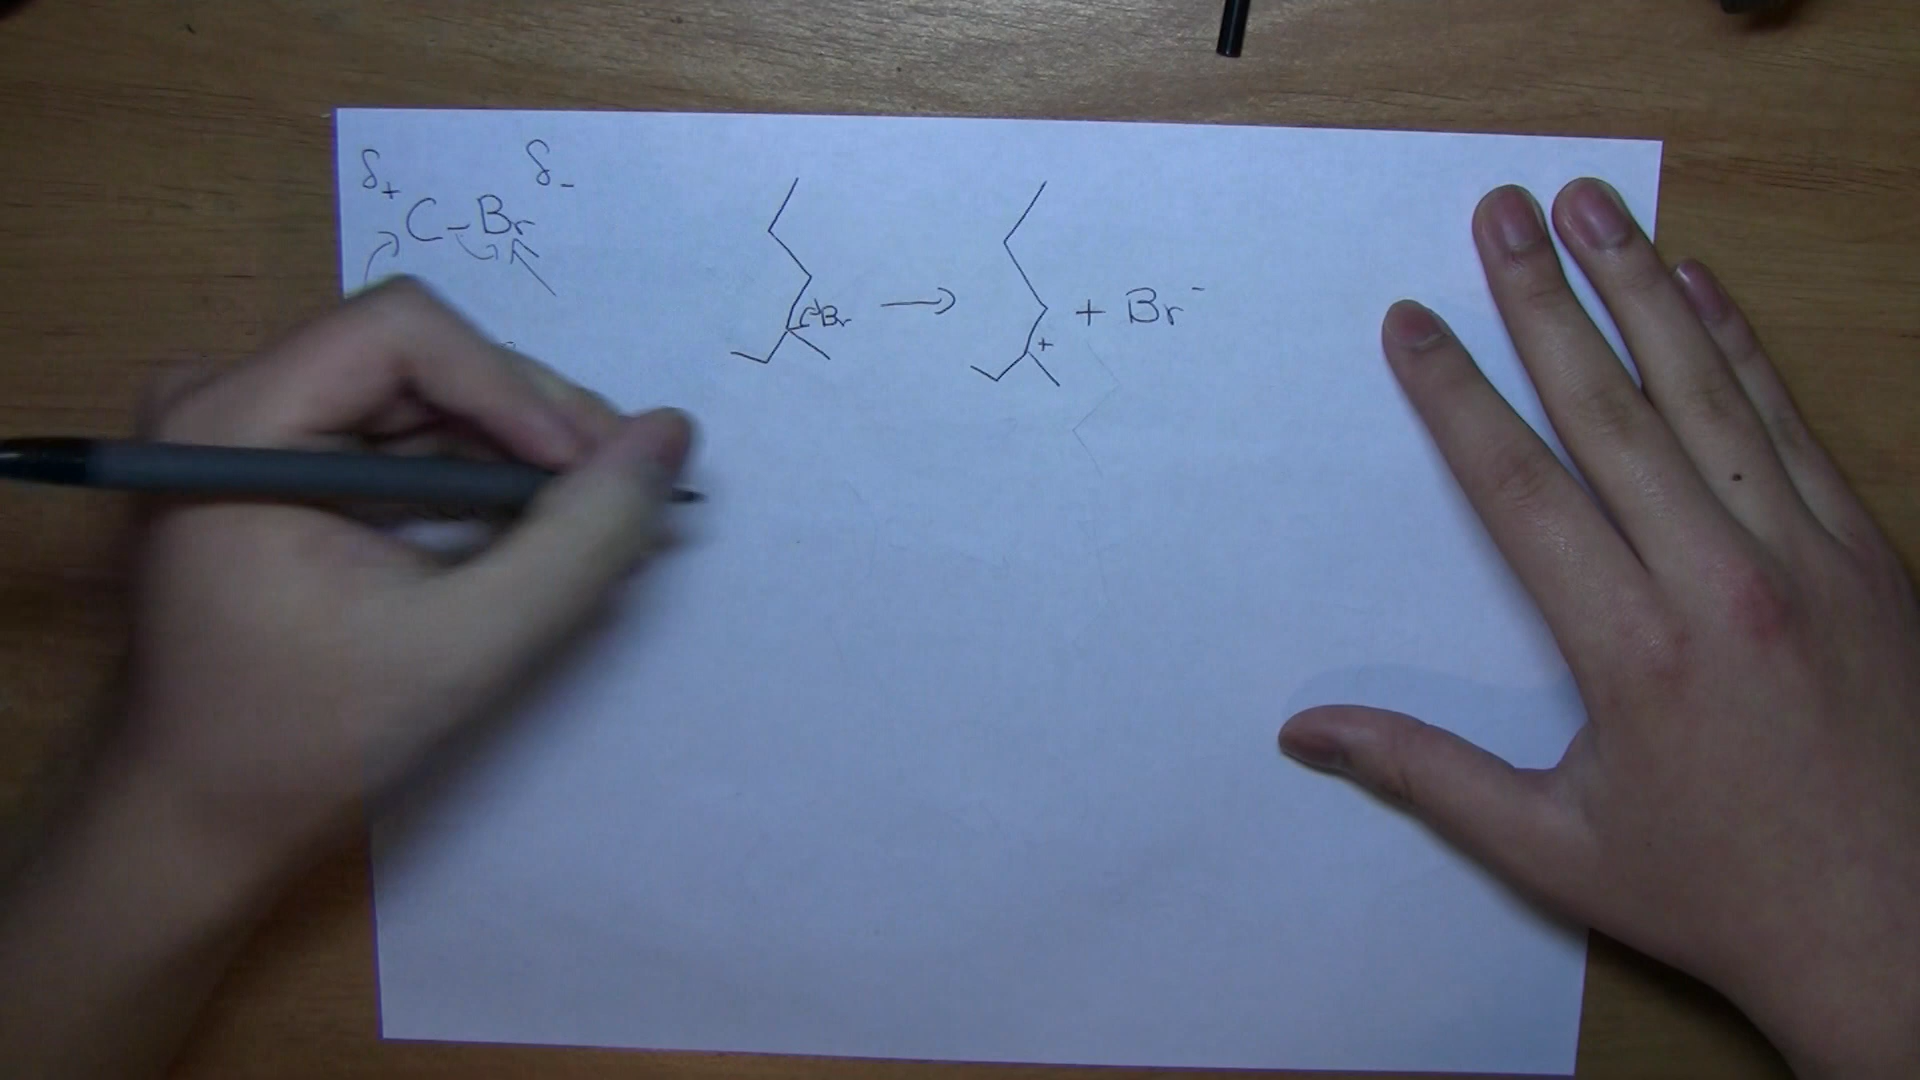 δ+ δ-
C-Br
Br → + Br-
+